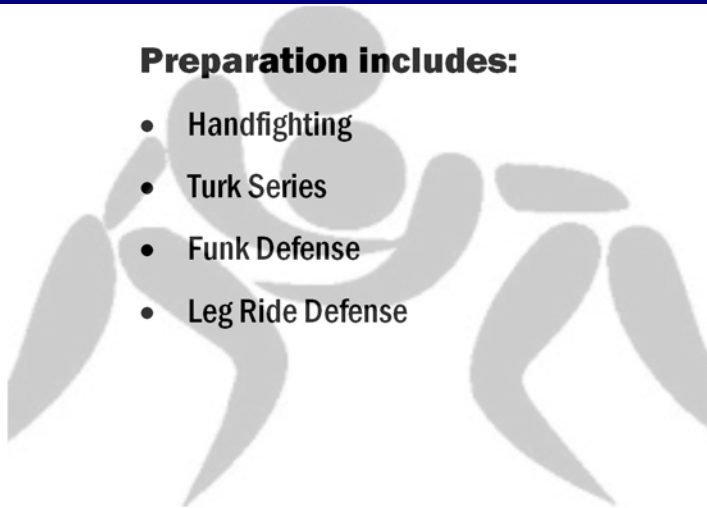 Preparation includes:
• Handfighting
• Turk Series
• Funk Defense
• Leg Ride Defense